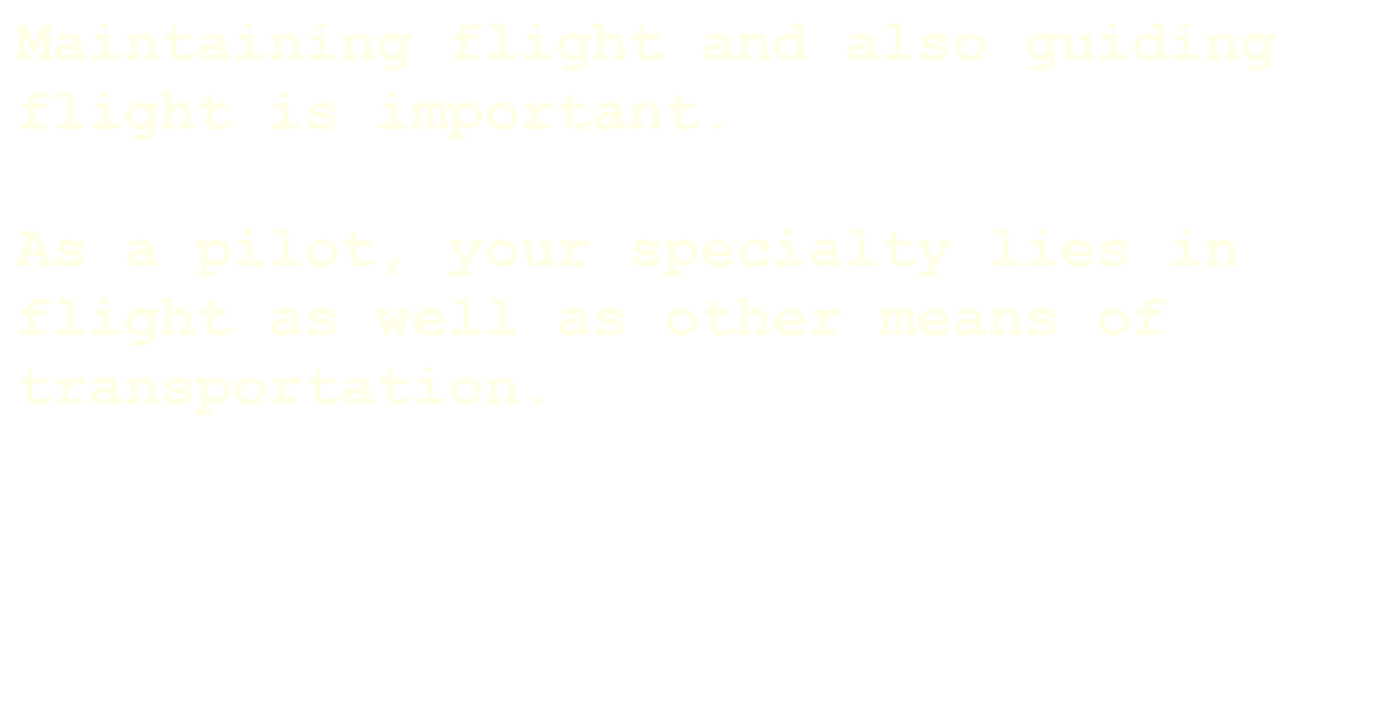 Maintaining flight and also guiding
flight is important.
As a pilot, your specialty lies in
flight as well as other means of
transportation.